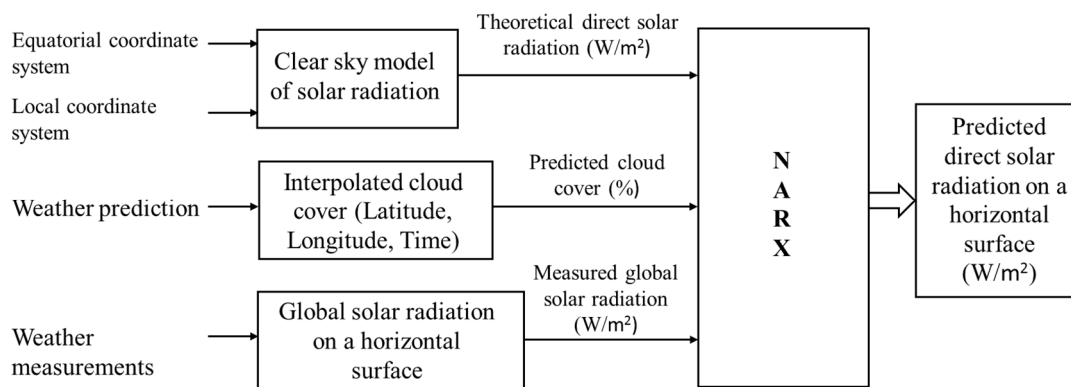 Equatorial coordinate
system
Local coordinate
system
Clear sky model
of solar radiation
Theoretical direct solar
radiation (W/m²)
Weather prediction
Interpolated cloud
cover (Latitude,
Longitude, Time)
Predicted cloud
cover (%)
Weather
measurements
Global solar radiation
on a horizontal
surface
Measured global
solar radiation
(W/m²)
N
A
R
X
Predicted
direct solar
radiation on a
horizontal
surface
(W/m²)